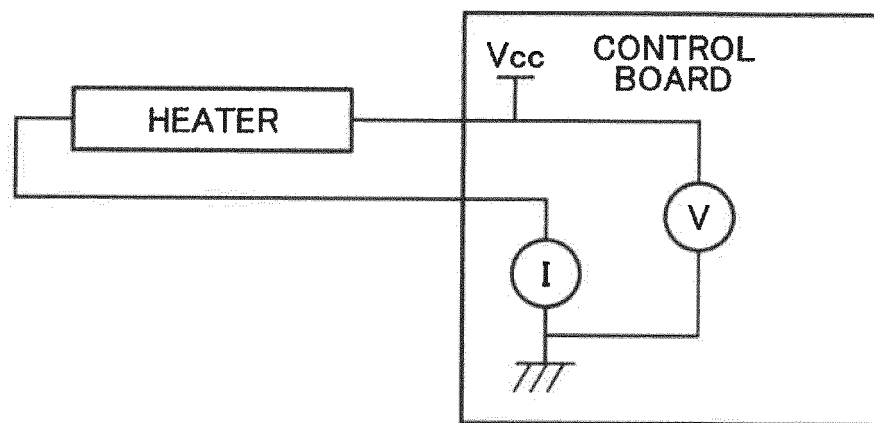 Vcc
CONTROL
BOARD
HEATER
V
I